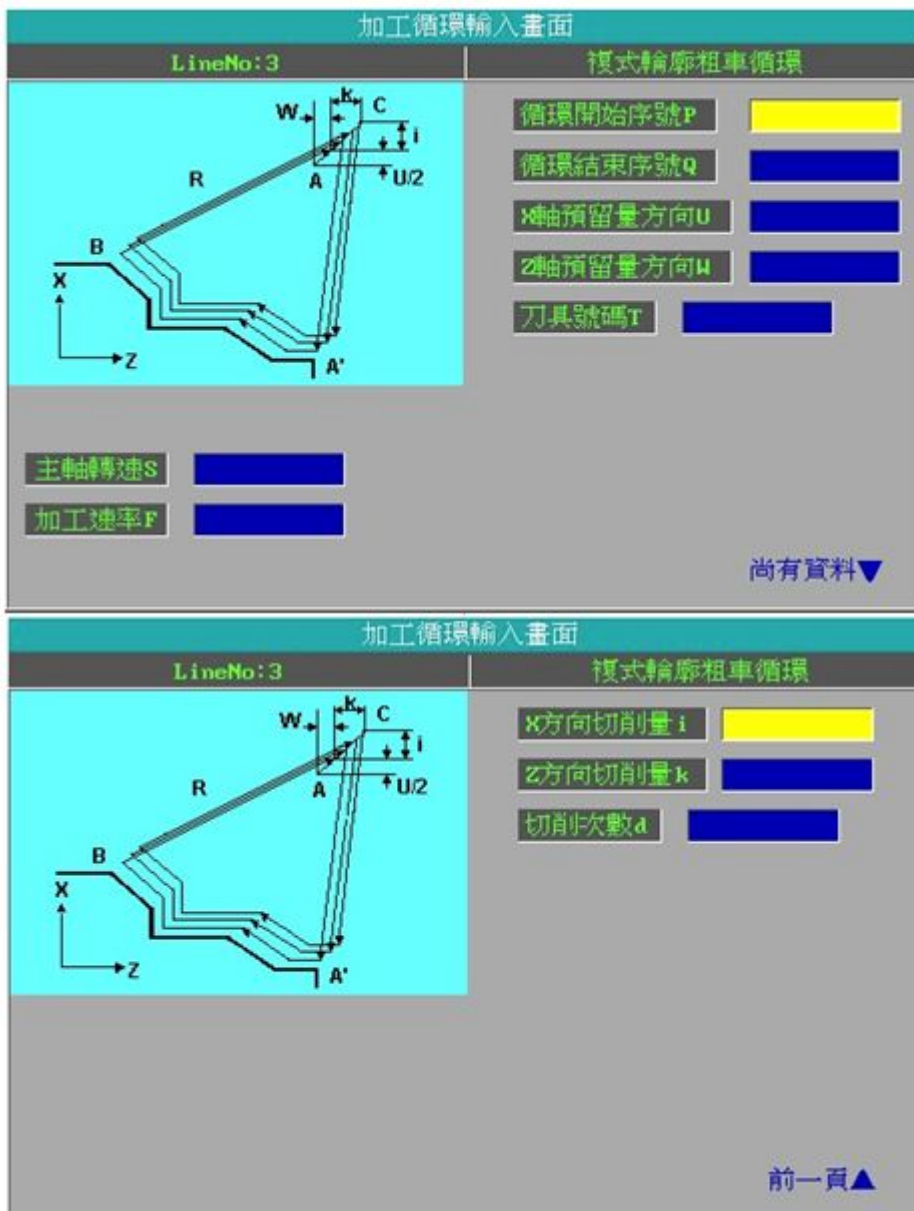 加工循環輸入畫面
LineNo:3
複式輪廓粗車循環
W
k
C
i
R
A
U/2
B
X
Z
A'
循環開始序號P
循環結束序號Q
X軸預留量方向U
Z軸預留量方向W
刀具號碼T
主軸轉速S
加工速率F
尚有資料▼
加工循環輸入畫面
LineNo:3
複式輪廓粗車循環
W
k
C
i
R
A
U/2
B
X
Z
A'
X方向切削量i
Z方向切削量k
切削次數d
前一頁▲